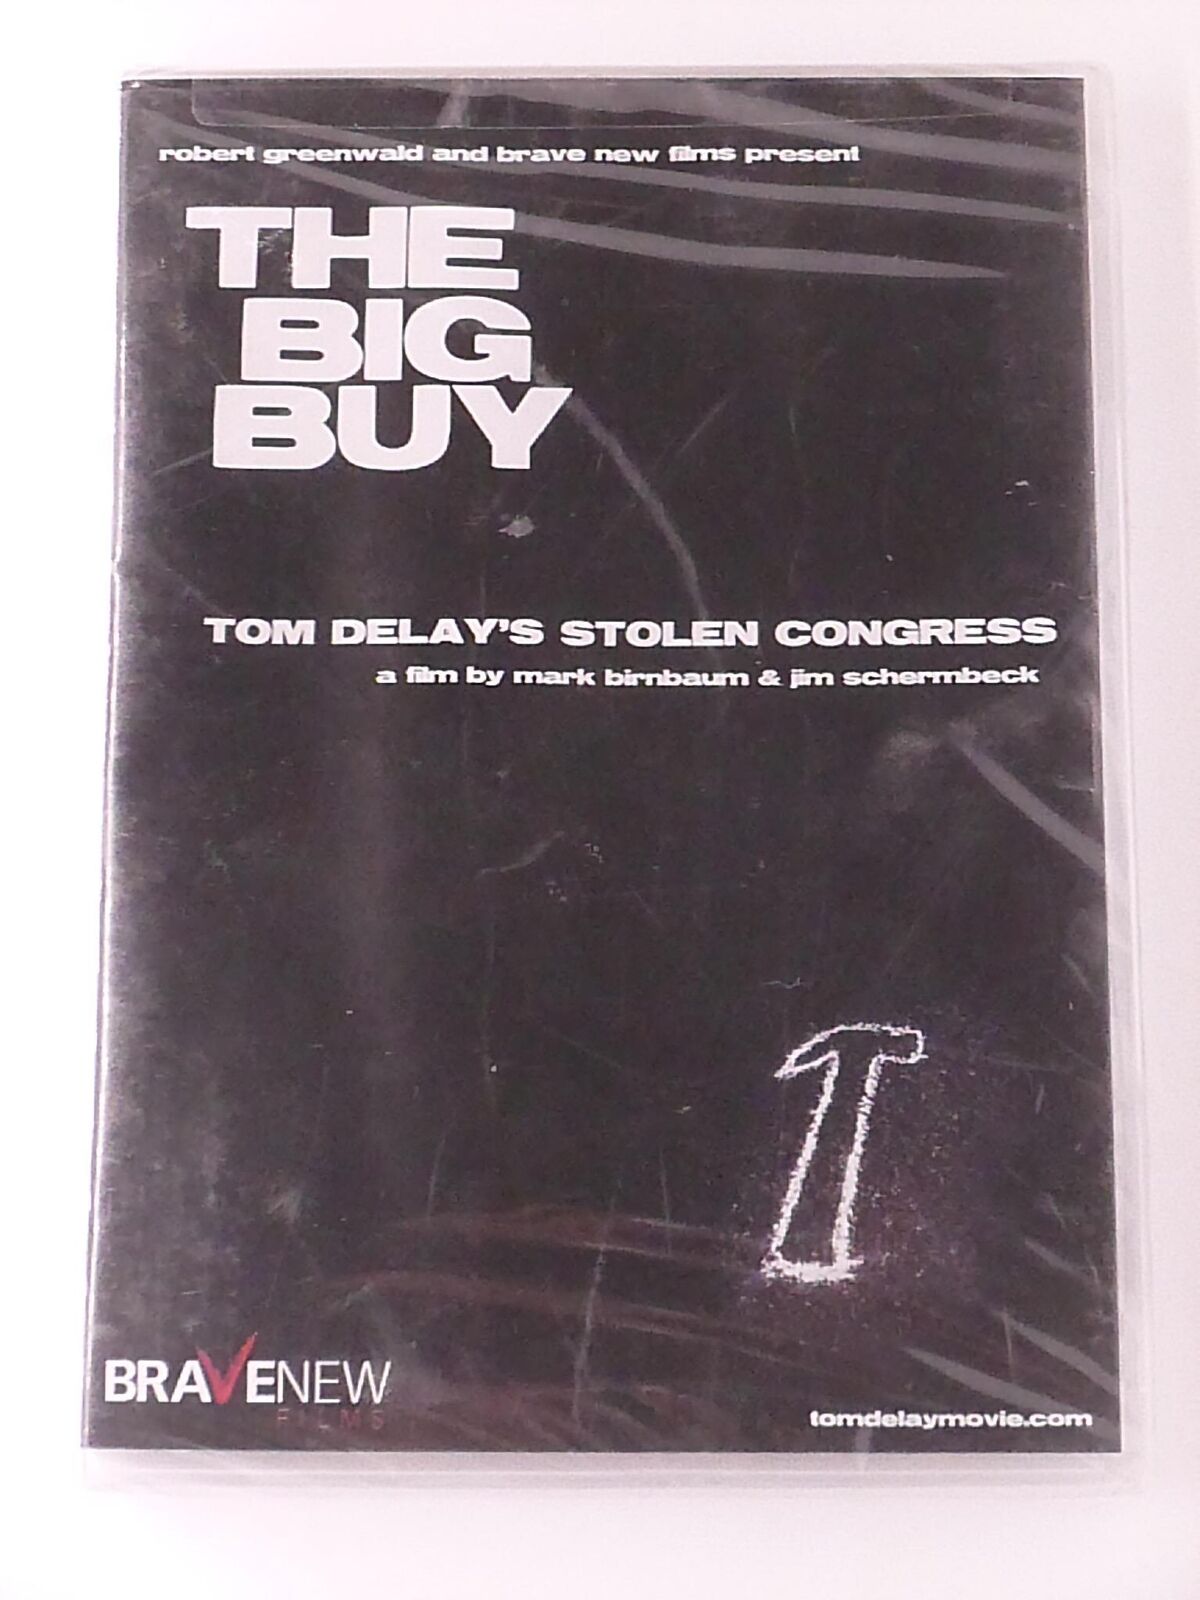 robert greenwald and brave new films present
THE
BIG
BUY
TOM DELAY'S STOLEN CONGRESS
a film by mark birnbaum & jim schermbeck
BRAVENEW
FILMS
tomdelaymovie.com